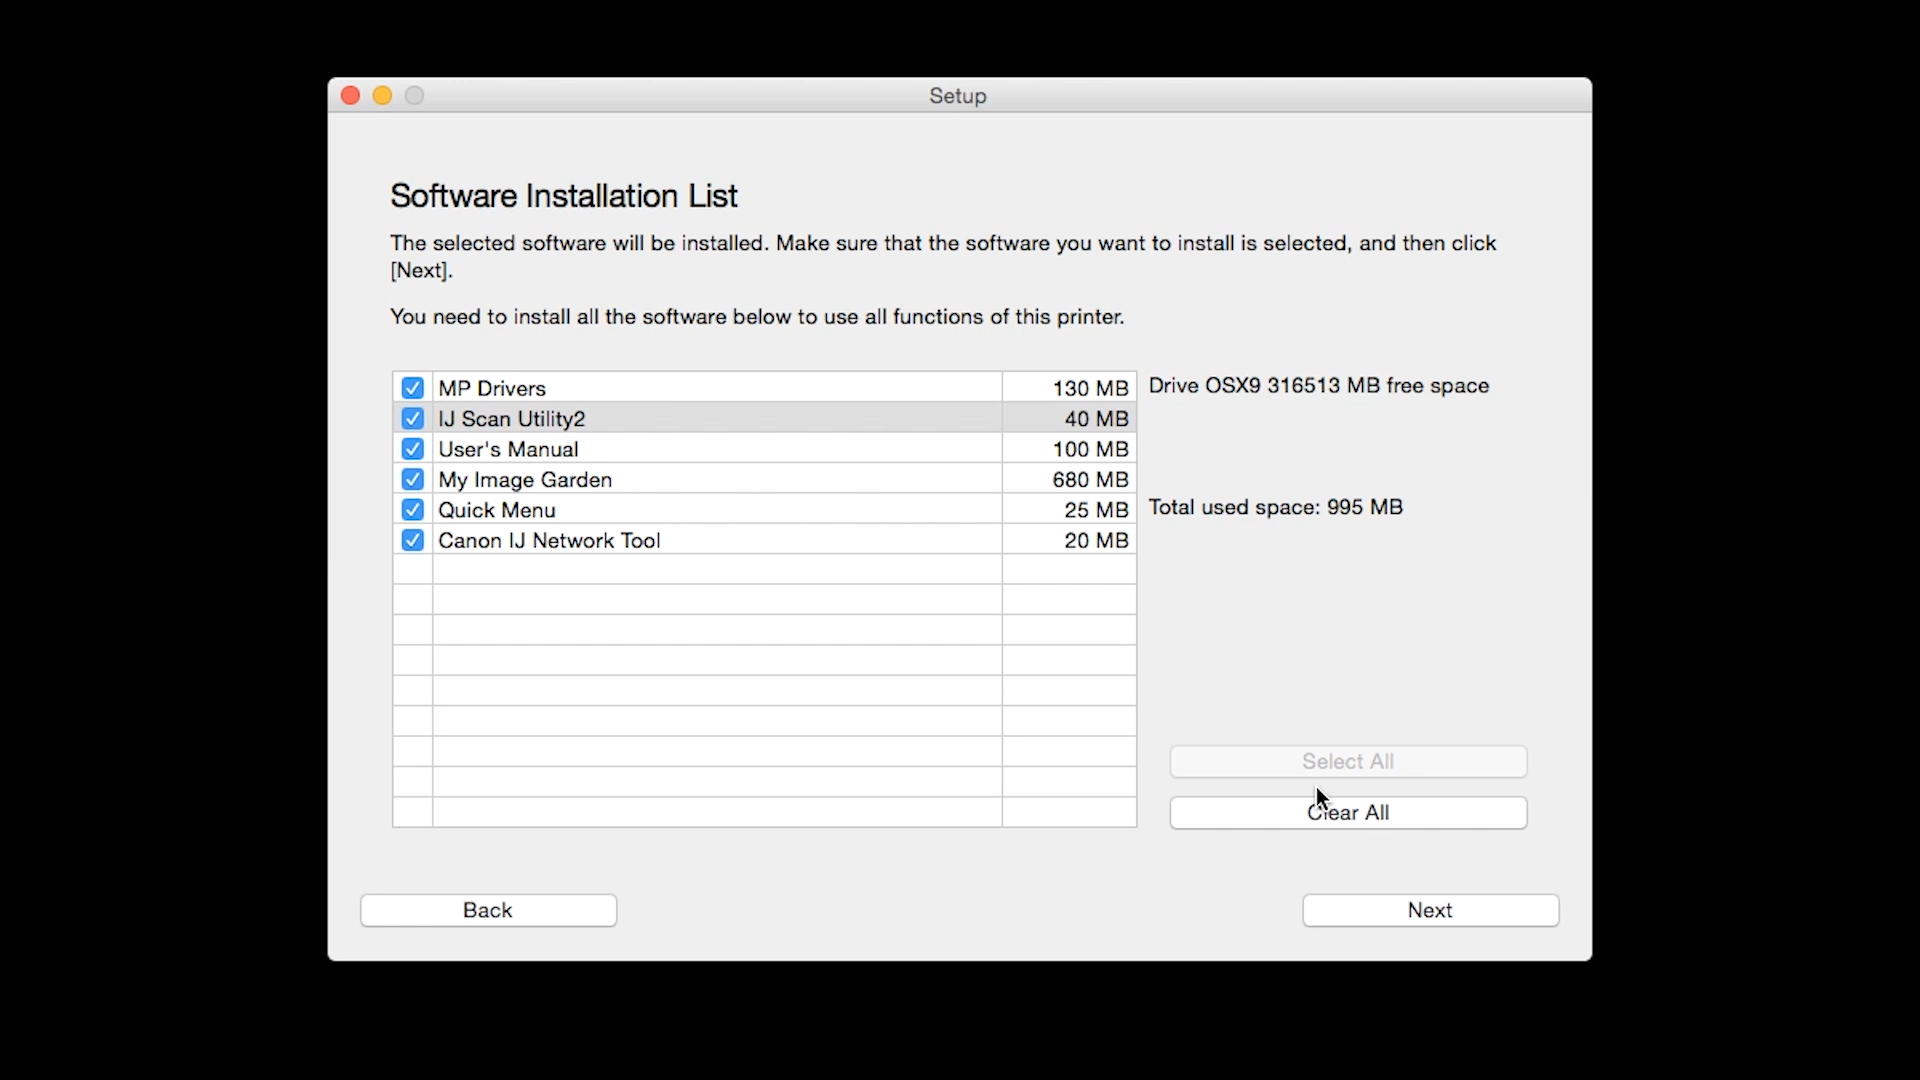 Setup
Software Installation List
The selected software will be installed. Make sure that the software you want to install is selected, and then click
[Next].
You need to install all the software below to use all functions of this printer.
MP Drivers 130 MB
IJ Scan Utility2 40 MB
User's Manual 100 MB
My Image Garden 680 MB
Quick Menu 25 MB
Canon IJ Network Tool 20 MB
Drive OSX9 316513 MB free space
Total used space: 995 MB
Select All
Clear All
Back
Next